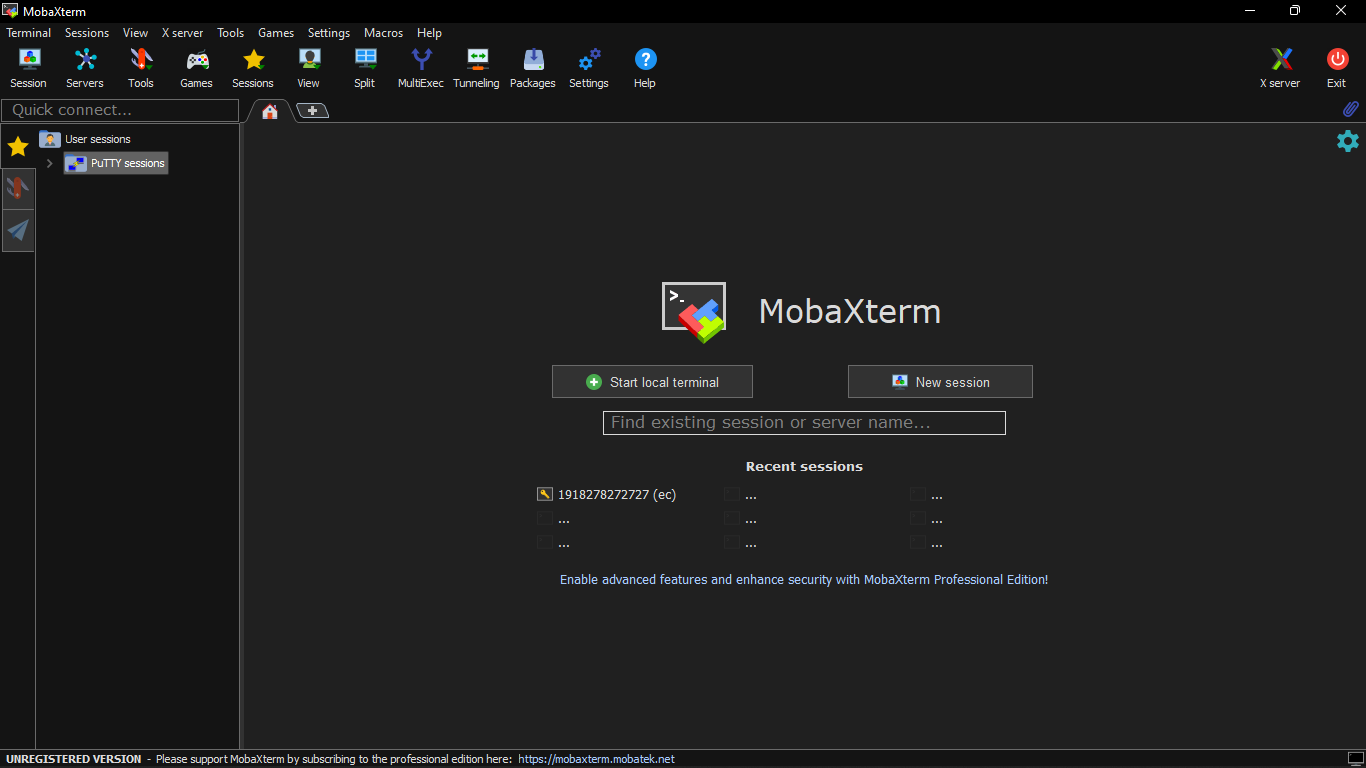 MobaXterm
Terminal Sessions View X server Tools Games Settings Macros Help
Session Servers Tools Games Sessions View Split MultiExec Tunneling Packages Settings Help X server Exit
Quick connect...
User sessions
PuTTY sessions
>_
MobaXterm
Start local terminal New session
Find existing session or server name...
Recent sessions
1918278272727 (ec) ... ...
... ... ...
... ... ...
Enable advanced features and enhance security with MobaXterm Professional Edition!
UNREGISTERED VERSION - Please support MobaXterm by subscribing to the professional edition here: https://mobaxterm.mobatek.net